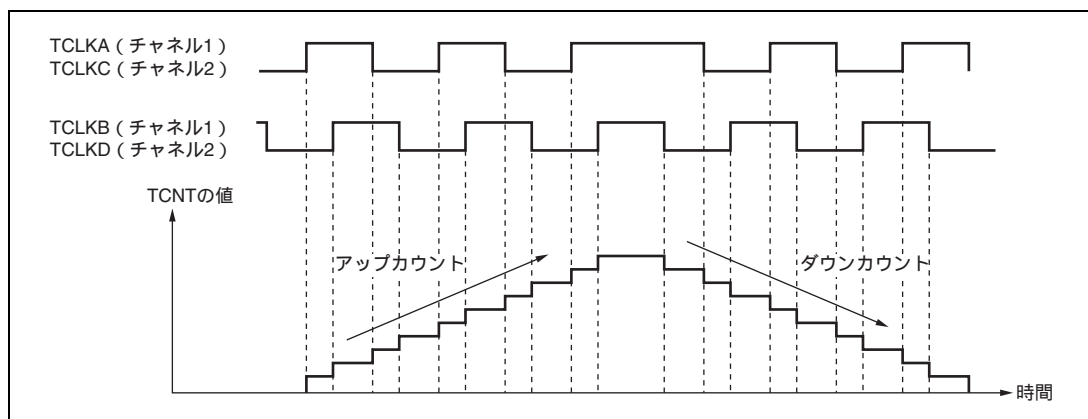 TCLKA（チャネル1）
TCLKC（チャネル2）
TCLKB（チャネル1）
TCLKD（チャネル2）
TCNTの値
アップカウント
ダウンカウント
時間